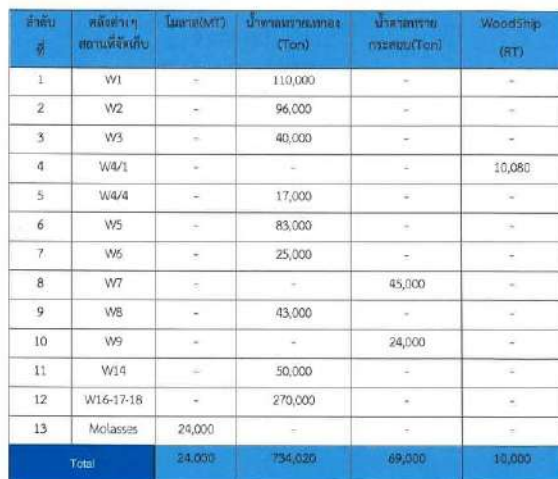 ลำดับที่ คลังต่างๆ สถานที่จัดเก็บ โมลาส(MT) น้ำตาลทรายเทกอง (Ton) น้ำตาลทรายกระสอบ(Ton) WoodShip (RT)
1 W1 - 110,000 - -
2 W2 - 96,000 - -
3 W3 - 40,000 - -
4 W4/1 - - - 10,080
5 W4/4 - 17,000 - -
6 W5 - 83,000 - -
7 W6 - 25,000 - -
8 W7 - - 45,000 -
9 W8 - 43,000 - -
10 W9 - - 24,000 -
11 W14 - 50,000 - -
12 W16-17-18 - 270,000 - -
13 Molasses 24,000 - - -
Total 24,000 734,020 69,000 10,000